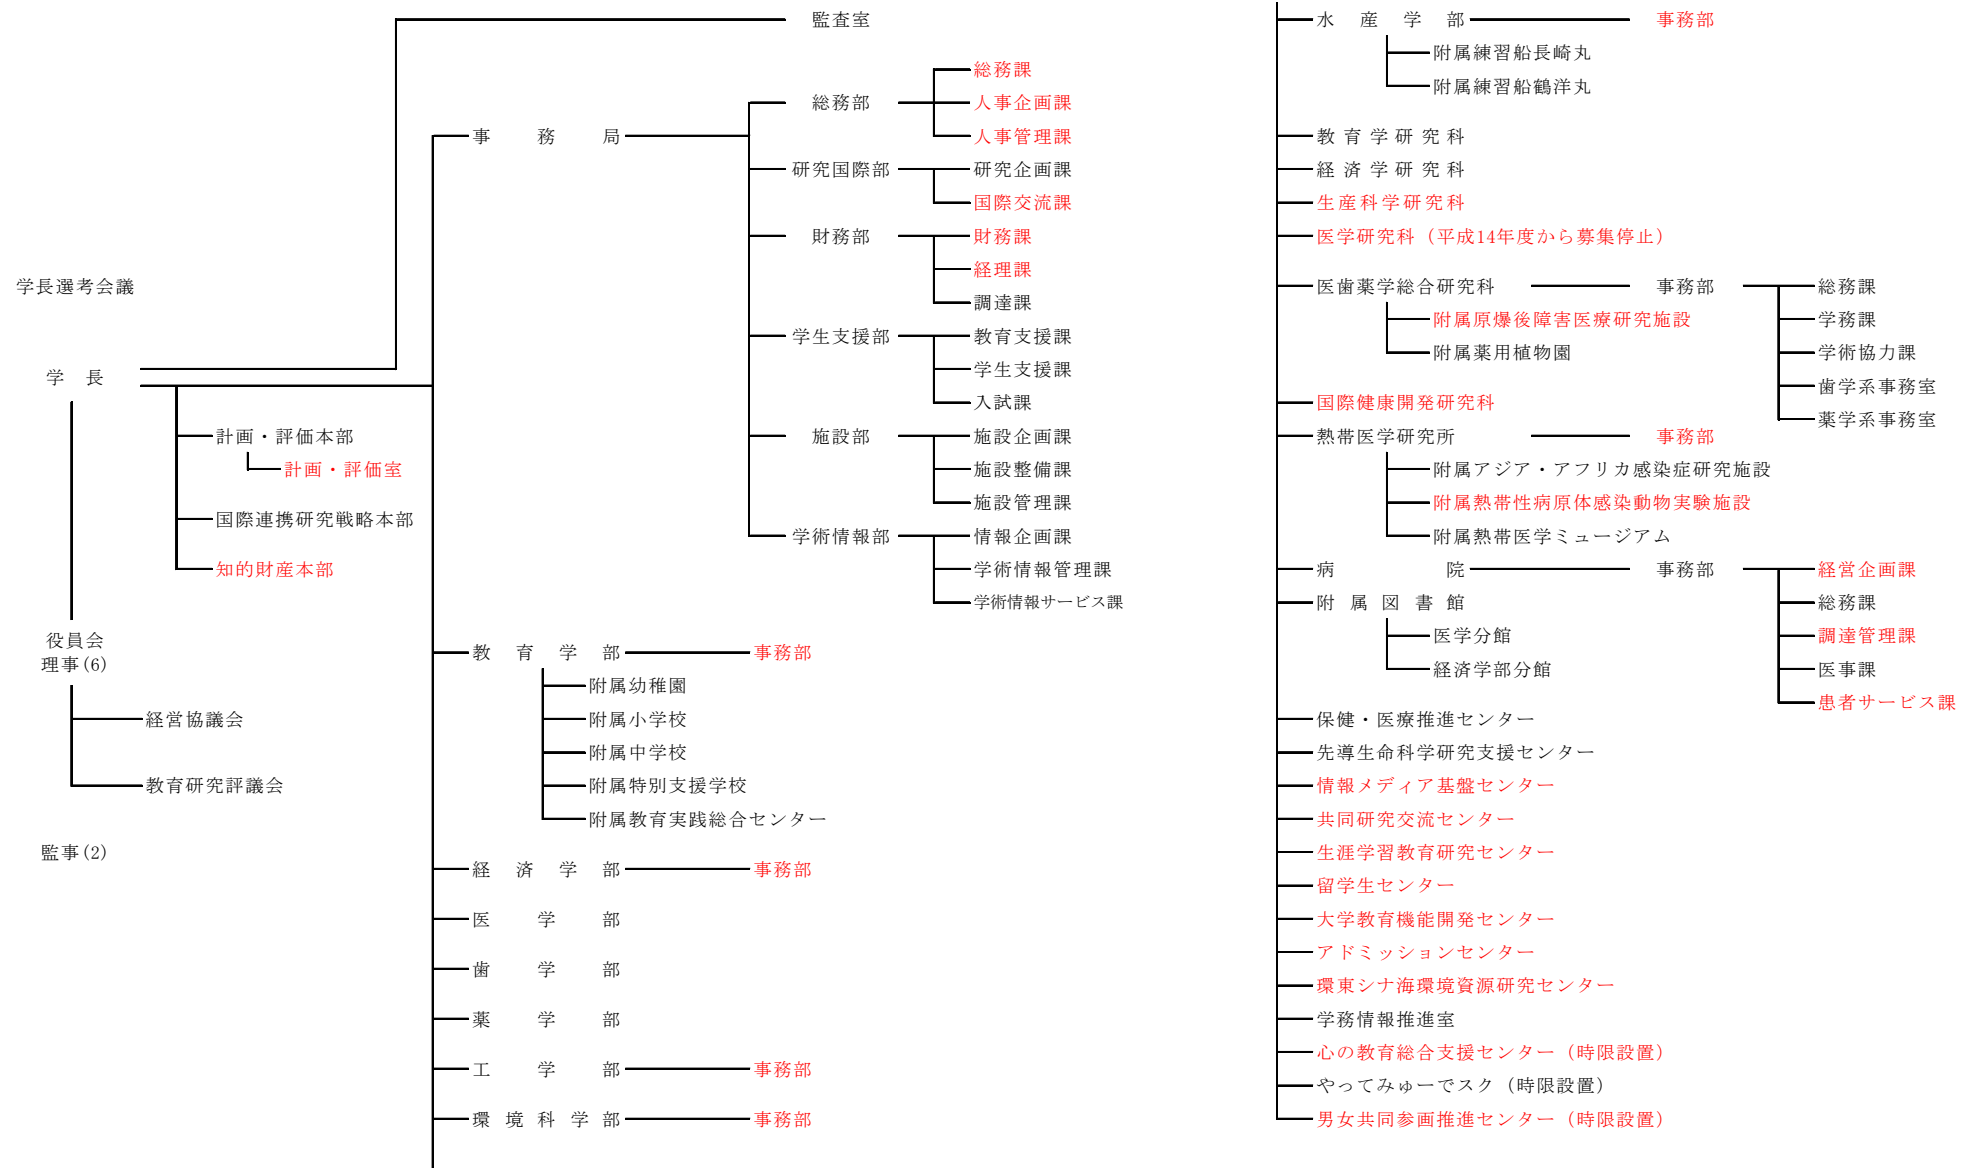 監査室
総務課
総務部
人事企画課
事務局
人事管理課
研究国際部
研究企画課
国際交流課
財務部
財務課
経理課
学長選考会議
調達課
学生支援部
教育支援課
学生支援課
学長
入試課
計画・評価本部
施設部
施設企画課
計画・評価室
施設整備課
施設管理課
国際連携研究戦略本部
学術情報部
情報企画課
知的財産本部
学術情報管理課
学術情報サービス課
役員会
理事(6)
教育学部
事務部
附属幼稚園
経営協議会
附属小学校
附属中学校
教育研究評議会
附属特別支援学校
附属教育実践総合センター
監事(2)
経済学部
事務部
医学部
歯学部
薬学部
工学部
事務部
環境科学部
事務部
水産学部
事務部
附属練習船長崎丸
附属練習船鶴洋丸
教育学研究科
経済学研究科
生産科学研究科
医学研究科（平成14年度から募集停止）
医歯薬学総合研究科
事務部
総務課
附属原爆後障害医療研究施設
学務課
附属薬用植物園
学術協力課
歯学系事務室
国際健康開発研究科
薬学系事務室
熱帯医学研究所
事務部
附属アジア・アフリカ感染症研究施設
附属熱帯性病原体感染動物実験施設
附属熱帯医学ミュージアム
病院
事務部
経営企画課
附属図書館
総務課
医学分館
調達管理課
経済学部分館
医事課
患者サービス課
保健・医療推進センター
先導生命科学研究支援センター
情報メディア基盤センター
共同研究交流センター
生涯学習教育研究センター
留学生センター
大学教育機能開発センター
アドミッションセンター
環東シナ海環境資源研究センター
学務情報推進室
心の教育総合支援センター（時限設置）
やってみゅーでスク（時限設置）
男女共同参画推進センター（時限設置）